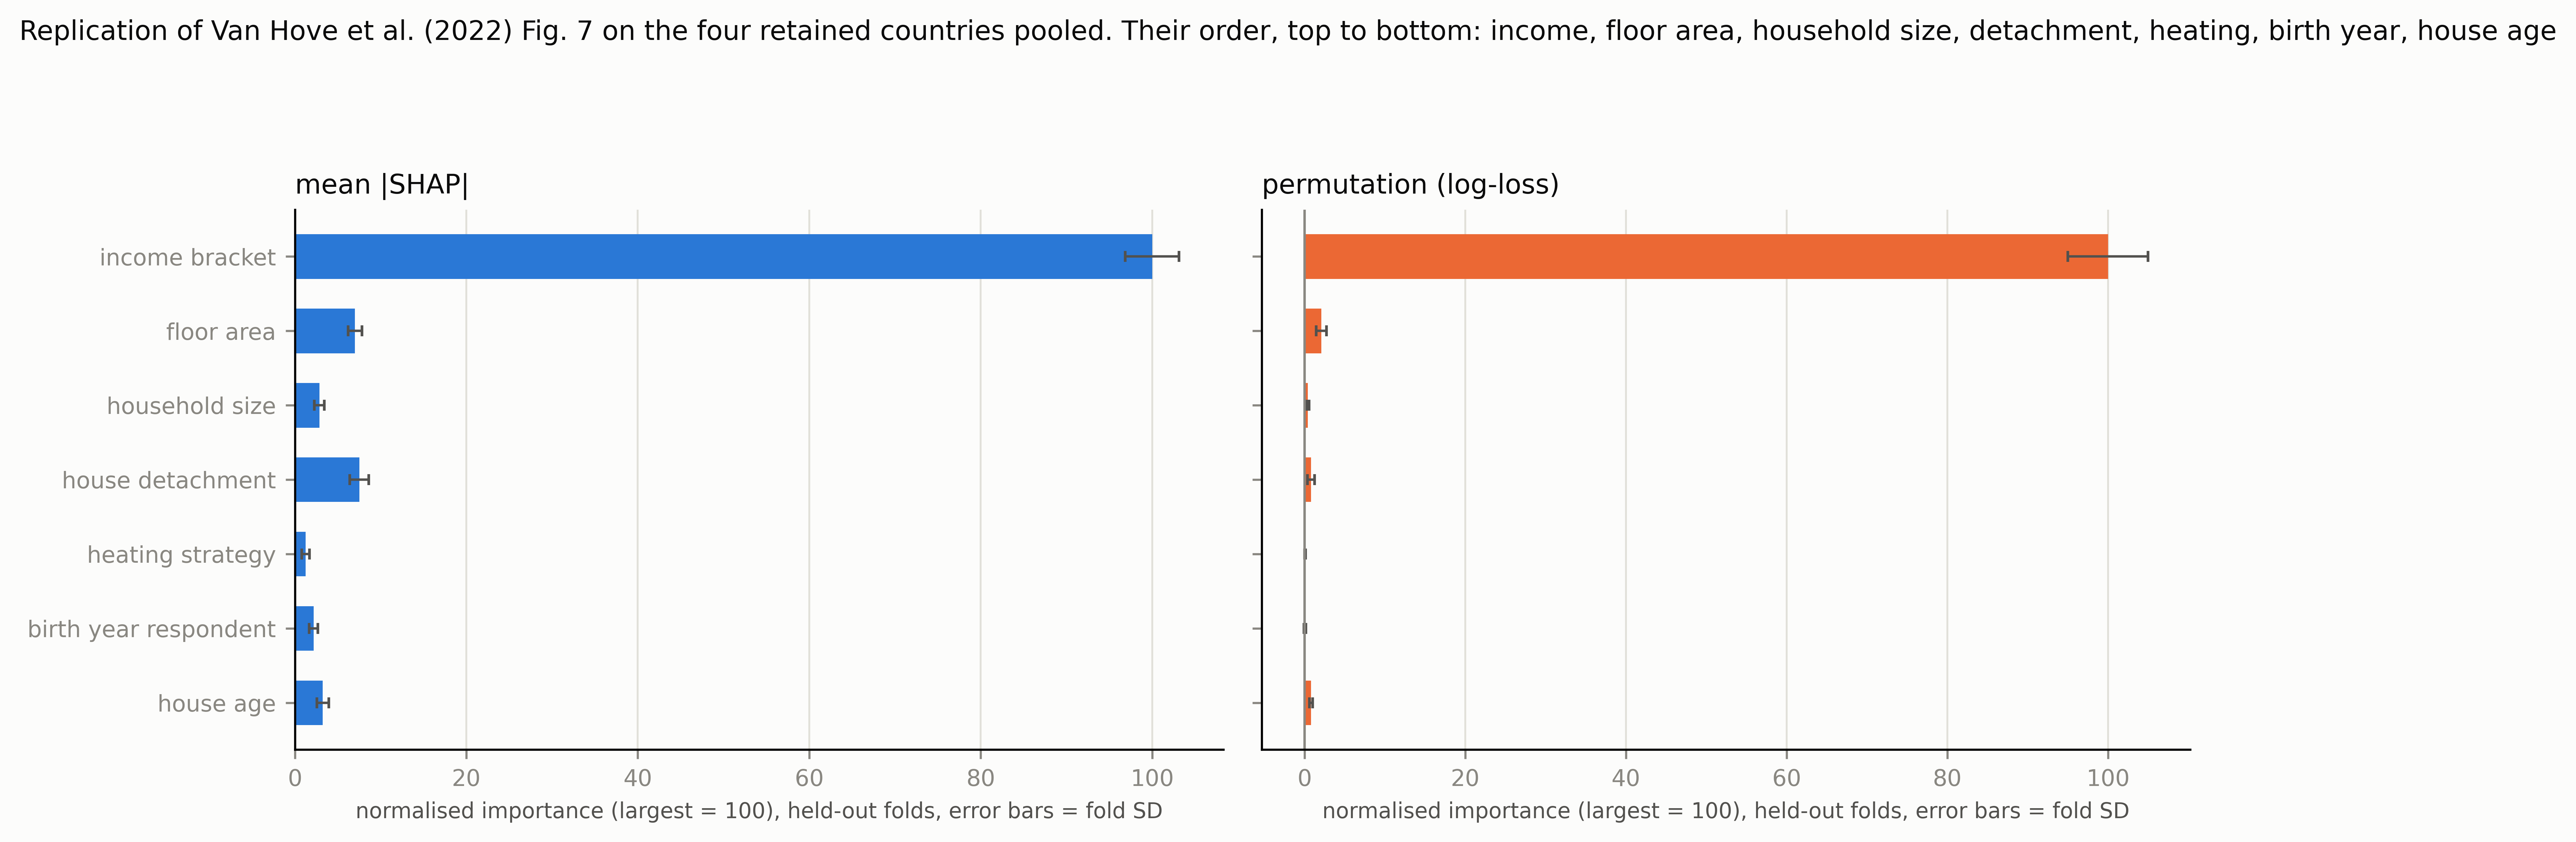 Replication of Van Hove et al. (2022) Fig. 7 on the four retained countries pooled. Their order, top to bottom: income, floor area, household size, detachment, heating, birth year, house age
mean |SHAP|
income bracket
floor area
household size
house detachment
heating strategy
birth year respondent
house age
0 20 40 60 80 100
normalised importance (largest = 100), held-out folds, error bars = fold SD
permutation (log-loss)
0 20 40 60 80 100
normalised importance (largest = 100), held-out folds, error bars = fold SD